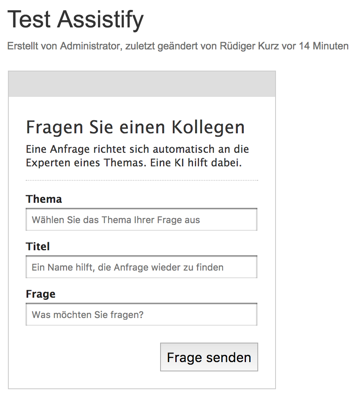 Test Assistify
Erstellt von Administrator, zuletzt geändert von Rüdiger Kurz vor 14 Minuten
Fragen Sie einen Kollegen
Eine Anfrage richtet sich automatisch an die
Experten eines Themas. Eine KI hilft dabei.
Thema
Wählen Sie das Thema Ihrer Frage aus
Titel
Ein Name hilft, die Anfrage wieder zu finden
Frage
Was möchten Sie fragen?
Frage senden